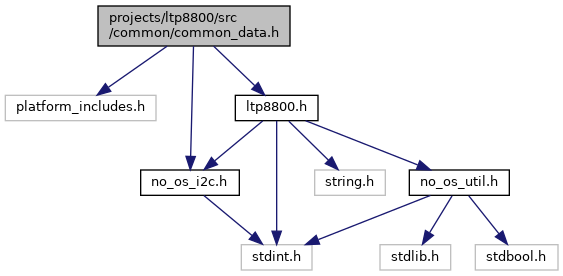 projects/ltp8800/src
/common/common_data.h
platform_includes.h
ltp8800.h
no_os_i2c.h
string.h
no_os_util.h
stdint.h
stdlib.h
stdbool.h